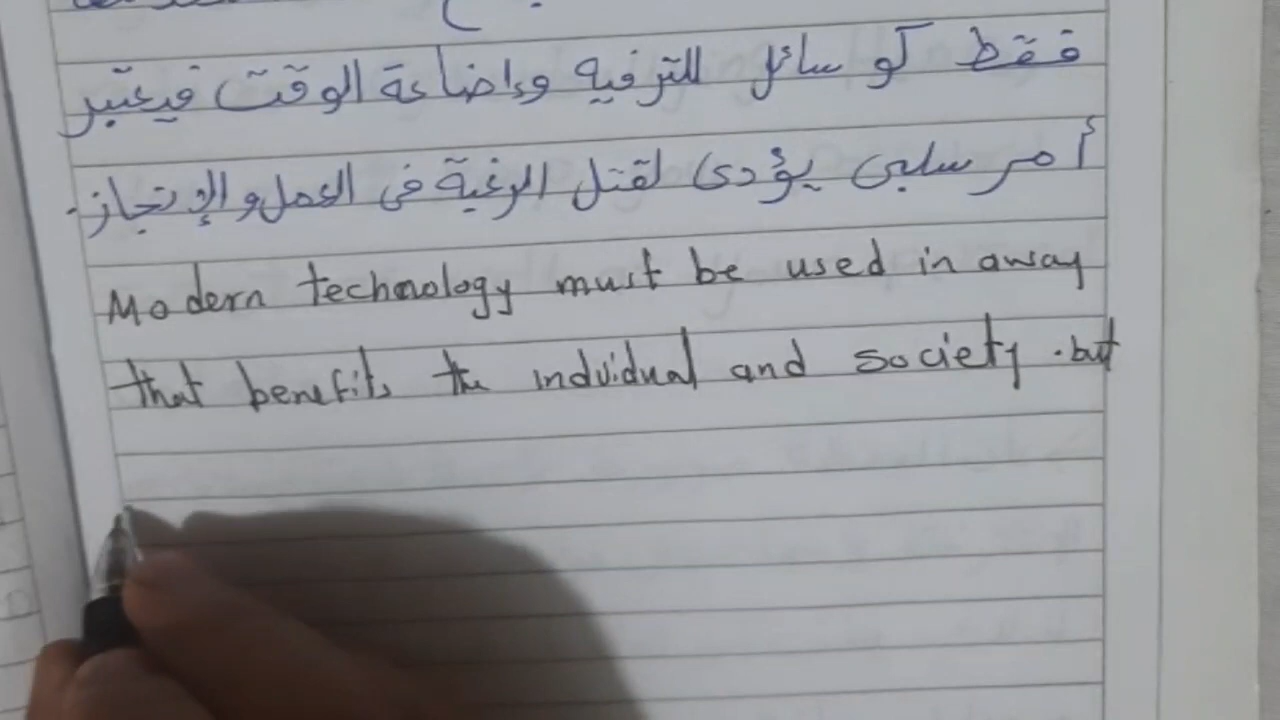 فقط كوسائل للترفيه وإضاعة الوقت فيعتبر
أمر سلبى يؤدى لقتل الرغبة فى العمل والإنجاز.
Modern technology must be used in away
that benefits the individual and society . but